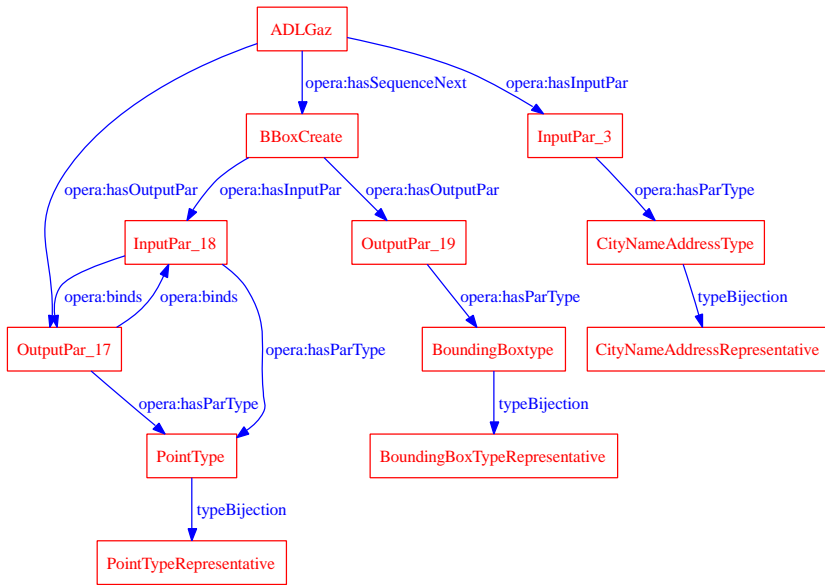 ADLGaz
opera:hasSequenceNext
opera:hasInputPar
BBoxCreate
InputPar_3
opera:hasOutputPar
opera:hasInputPar
opera:hasOutputPar
opera:hasParType
InputPar_18
OutputPar_19
CityNameAddressType
opera:binds
opera:binds
opera:hasParType
typeBijection
OutputPar_17
opera:hasParType
BoundingBoxtype
CityNameAddressRepresentative
opera:hasParType
typeBijection
PointType
BoundingBoxTypeRepresentative
typeBijection
PointTypeRepresentative